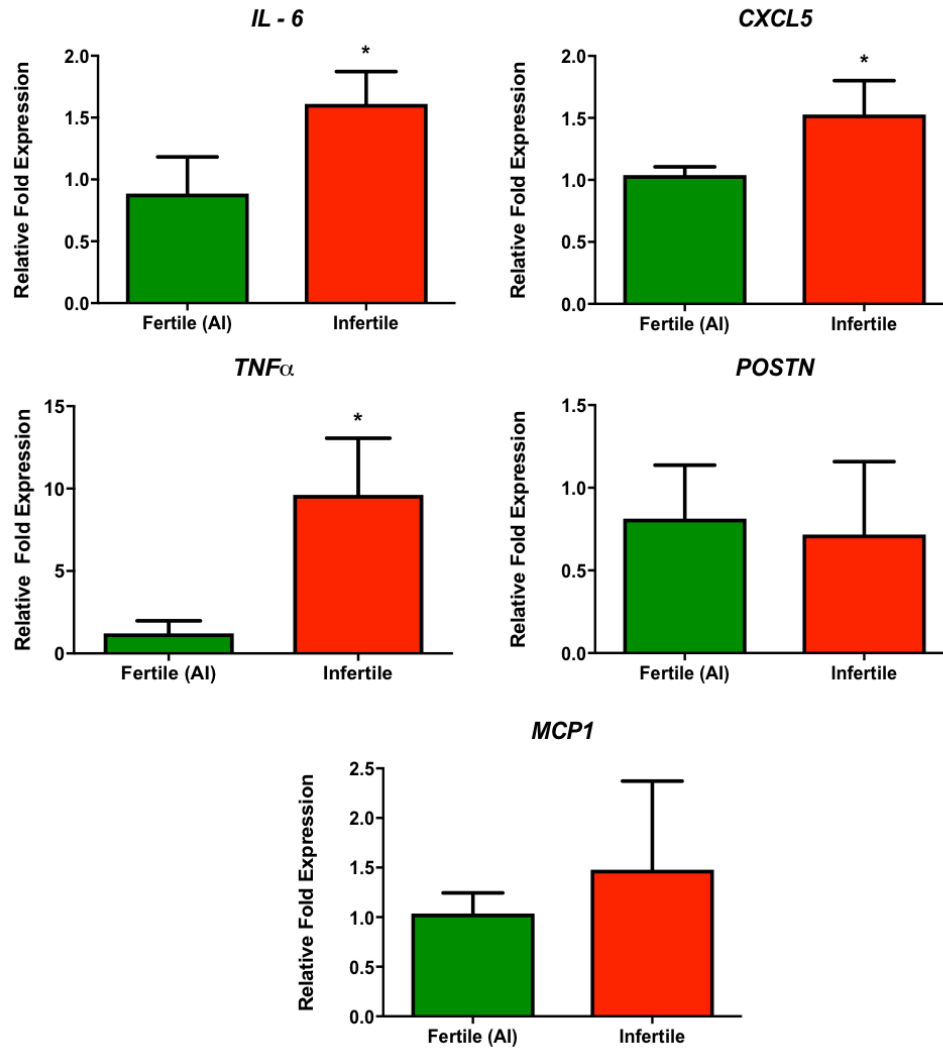 IL - 6
Relative Fold Expression
2.0
1.5
1.0
0.5
0.0
*
Fertile (AI)
Infertile
CXCL5
Relative Fold Expression
2.0
1.5
1.0
0.5
0.0
*
Fertile (AI)
Infertile
TNFα
Relative Fold Expression
15
10
5
0
*
Fertile (AI)
Infertile
POSTN
Relative Fold Expression
1.5
1.0
0.5
0.0
Fertile (AI)
Infertile
MCP1
Relative Fold Expression
2.5
2.0
1.5
1.0
0.5
0.0
Fertile (AI)
Infertile